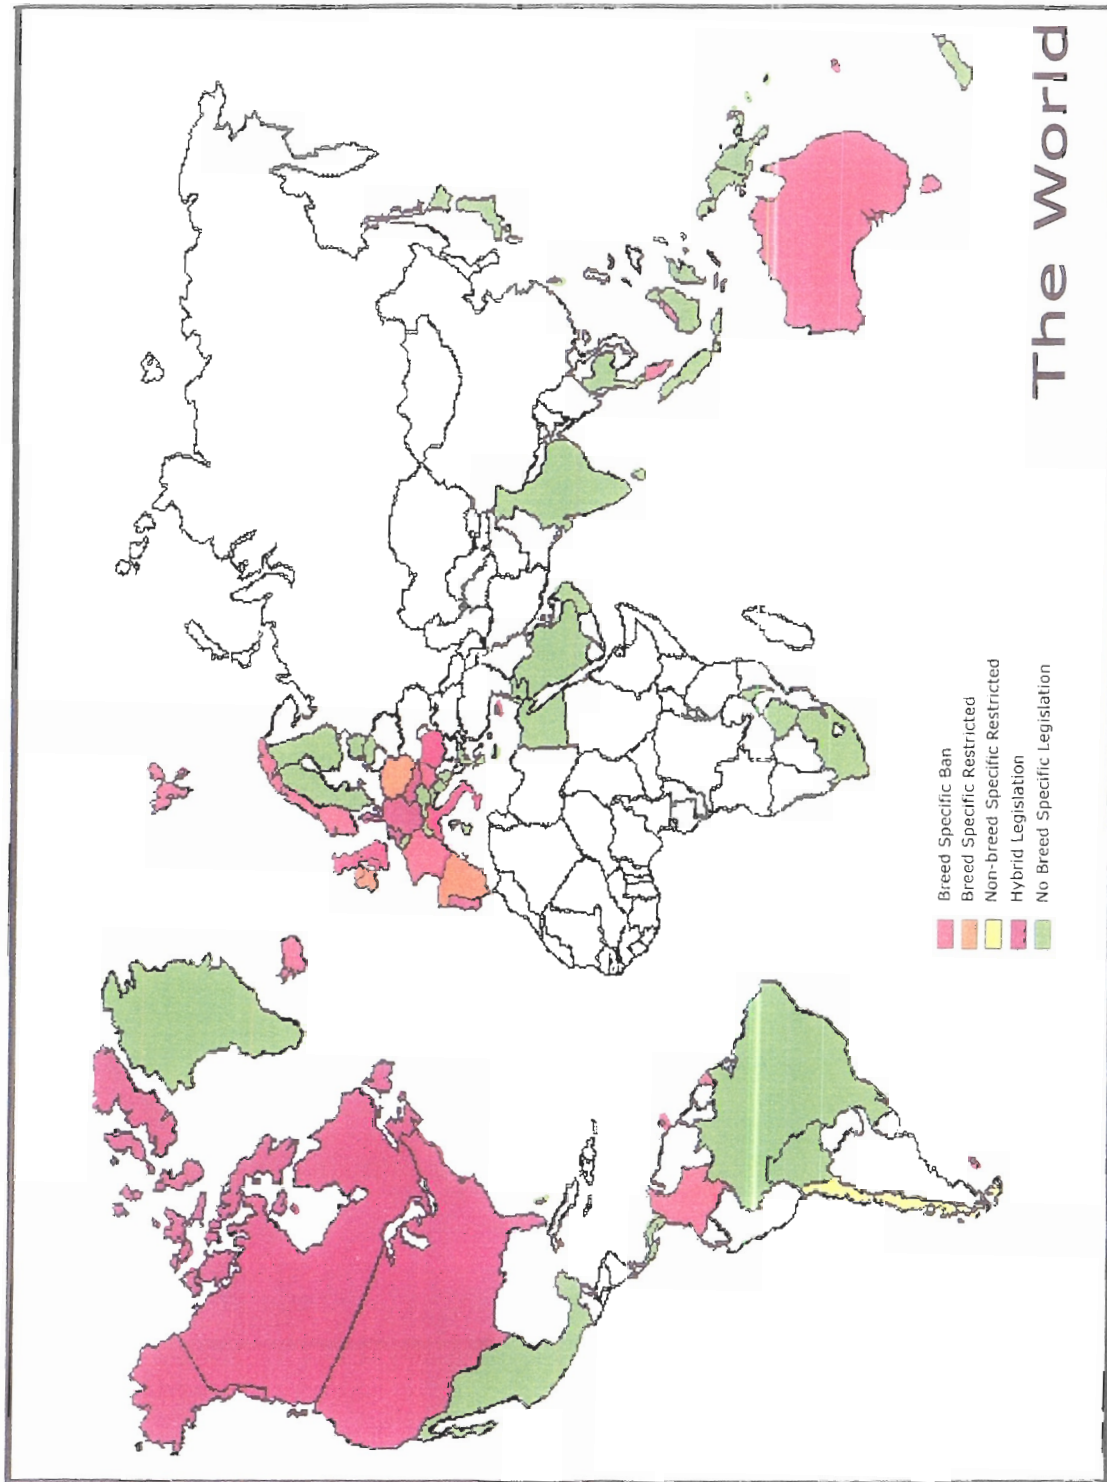 The World
Breed Specific Ban
Breed Specific Restricted
Non-breed Specific Restricted
Hybrid Legislation
No Breed Specific Legislation